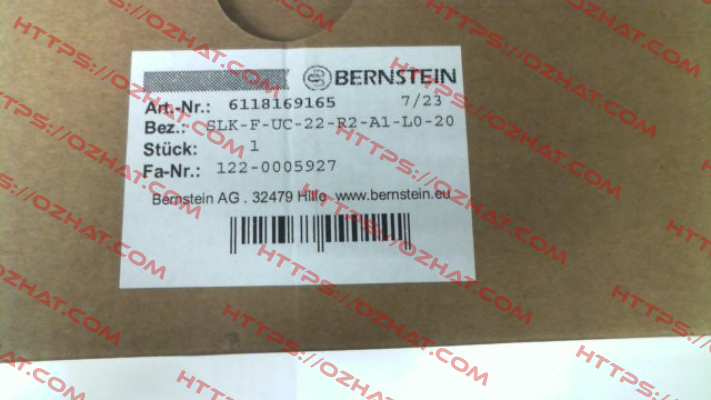 BERNSTEIN
Art.-Nr.: 6118169165 7/23
Bez.: SLK-F-UC-22-R2-A1-L0-20
Stück: 1
Fa-Nr.: 122-0005927
Bernstein AG . 32479 Hille www.bernstein.eu
HTTPS://OZHAT.COM